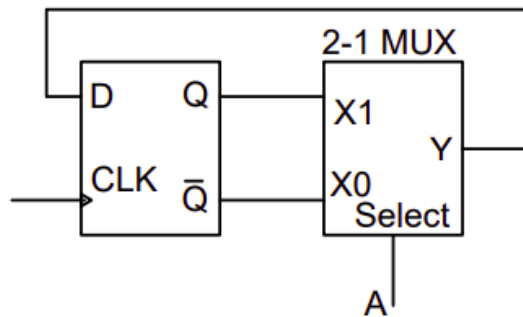 2-1 MUX
D Q X1
Y
CLK Q̅ X0
Select
A